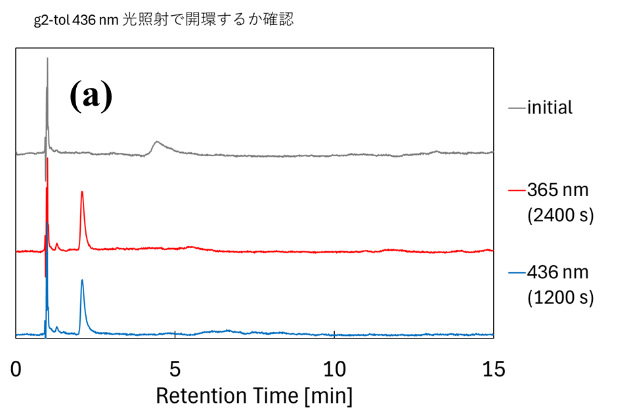 g2-tol 436 nm 光照射で開環するか確認
(a)
initial
365 nm
(2400 s)
436 nm
(1200 s)
0 5 10 15
Retention Time [min]